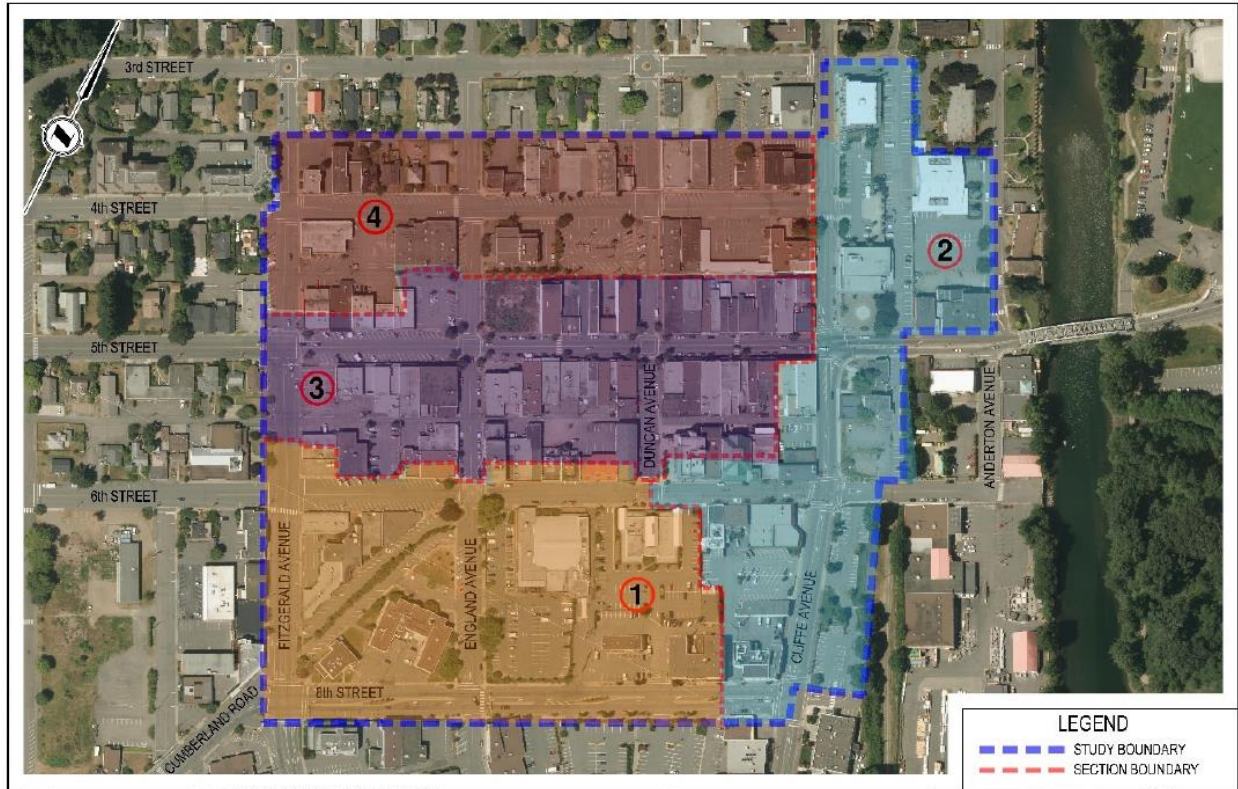 3rd STREET
4th STREET
4
2
5th STREET
3
DUNCAN AVENUE
ANDERTON AVENUE
6th STREET
FITZGERALD AVENUE
ENGLAND AVENUE
1
CLIFFE AVENUE
8th STREET
CUMBERLAND ROAD
LEGEND
STUDY BOUNDARY
SECTION BOUNDARY